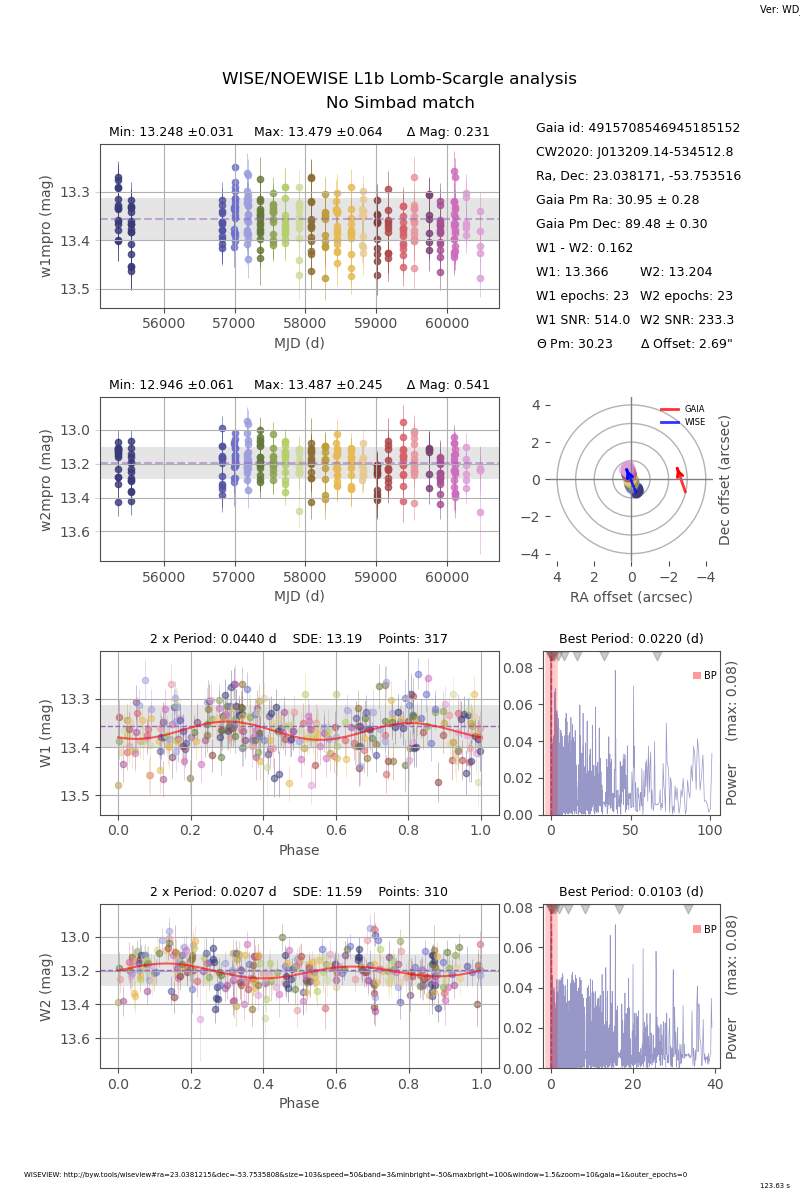 Ver: WD_
WISE/NOEWISE L1b Lomb-Scargle analysis
No Simbad match
Min: 13.248 ±0.031 Max: 13.479 ±0.064 Δ Mag: 0.231
w1mpro (mag)
13.3
13.4
13.5
56000 57000 58000 59000 60000
MJD (d)
Gaia id: 4915708546945185152
CW2020: J013209.14-534512.8
Ra, Dec: 23.038171, -53.753516
Gaia Pm Ra: 30.95 ± 0.28
Gaia Pm Dec: 89.48 ± 0.30
W1 - W2: 0.162
W1: 13.366 W2: 13.204
W1 epochs: 23 W2 epochs: 23
W1 SNR: 514.0 W2 SNR: 233.3
Θ Pm: 30.23 Δ Offset: 2.69"
Min: 12.946 ±0.061 Max: 13.487 ±0.245 Δ Mag: 0.541
w2mpro (mag)
13.0
13.2
13.4
13.6
56000 57000 58000 59000 60000
MJD (d)
GAIA
WISE
4
2
0
−2
−4
4 2 0 −2 −4
RA offset (arcsec)
Dec offset (arcsec)
2 x Period: 0.0440 d SDE: 13.19 Points: 317
W1 (mag)
13.3
13.4
13.5
0.0 0.2 0.4 0.6 0.8 1.0
Phase
Best Period: 0.0220 (d)
BP
0.08
0.06
0.04
0.02
0.00
0 50 100
Power (max: 0.08)
2 x Period: 0.0207 d SDE: 11.59 Points: 310
W2 (mag)
13.0
13.2
13.4
13.6
0.0 0.2 0.4 0.6 0.8 1.0
Phase
Best Period: 0.0103 (d)
BP
0.08
0.06
0.04
0.02
0.00
0 20 40
Power (max: 0.08)
WISEVIEW: http://byw.tools/wiseview#ra=23.0381215&dec=-53.7535808&size=103&speed=50&band=3&minbright=-50&maxbright=100&window=1.5&zoom=10&gaia=1&outer_epochs=0
123.63 s